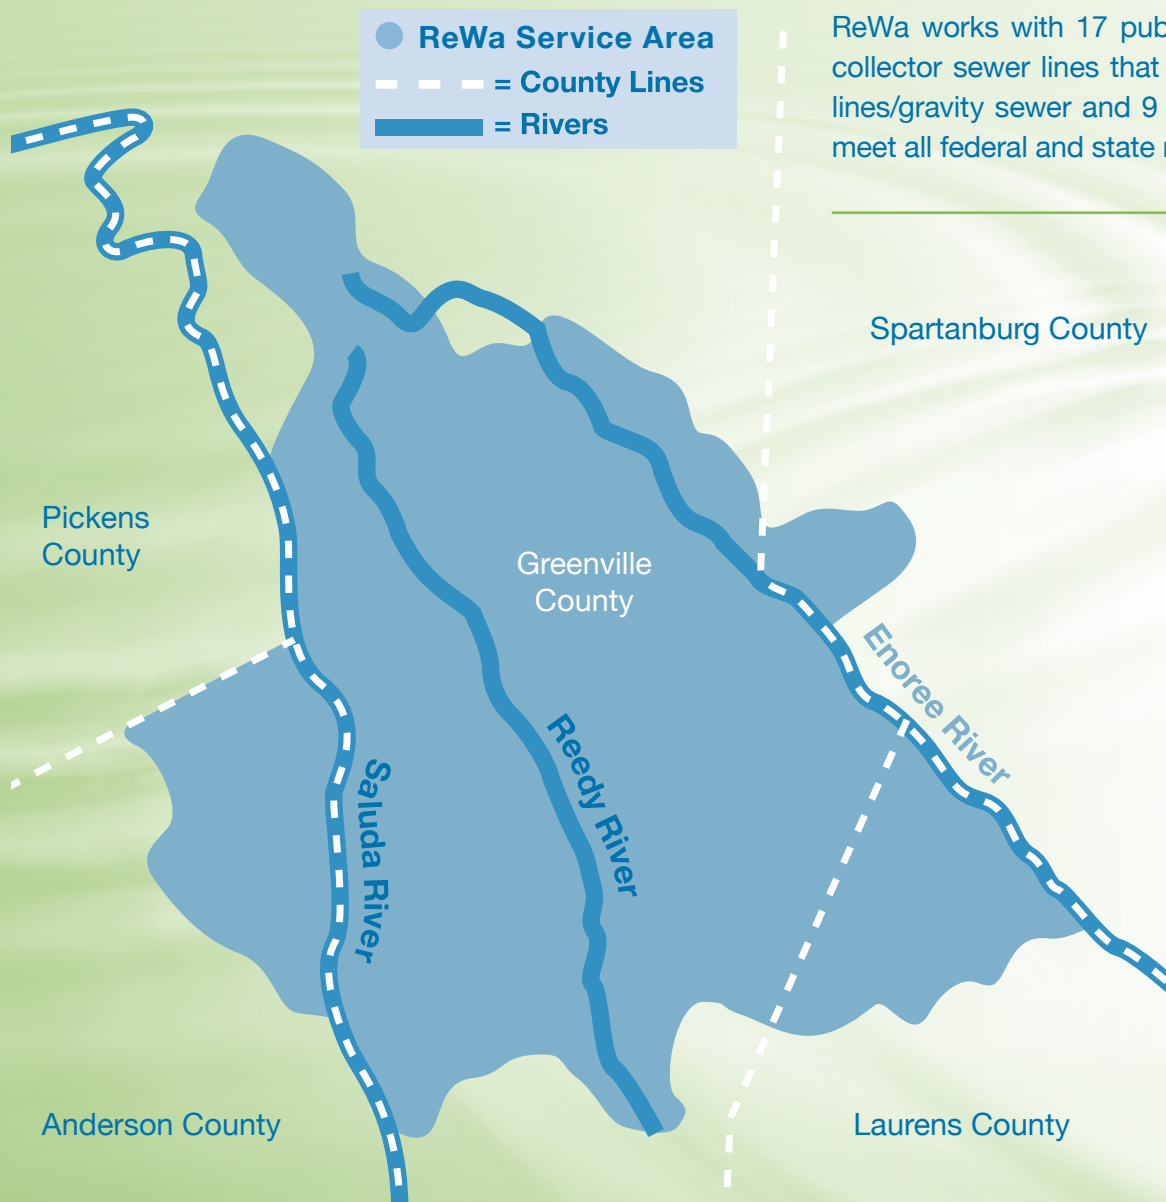 ReWa Service Area
= County Lines
= Rivers
ReWa works with 17 pub
collector sewer lines that
lines/gravity sewer and 9
meet all federal and state
Spartanburg County
Pickens
County
Greenville
County
Enoree River
Reedy River
Saluda River
Anderson County
Laurens County